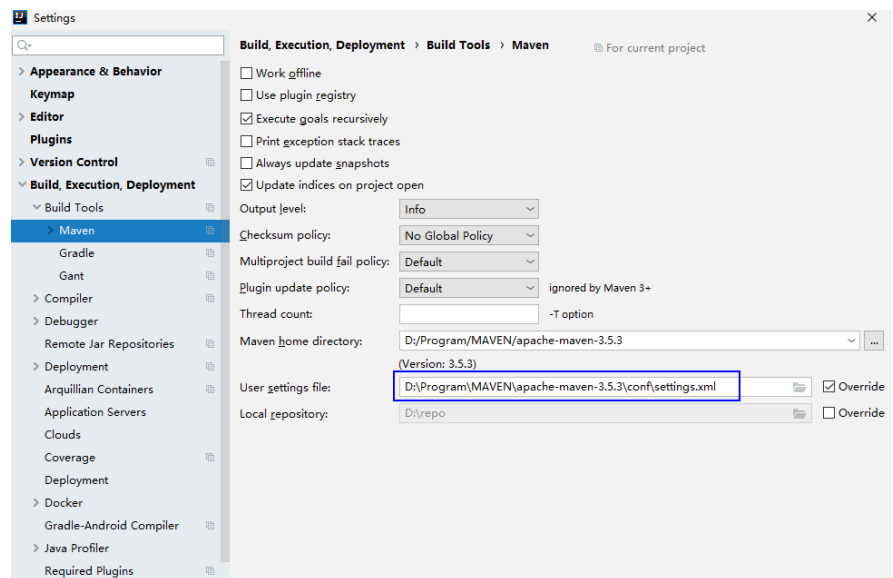 Settings
Appearance & Behavior
Keymap
Editor
Plugins
Version Control
Build, Execution, Deployment
Build Tools
Maven
Gradle
Gant
Compiler
Debugger
Remote Jar Repositories
Deployment
Arquillian Containers
Application Servers
Clouds
Coverage
Deployment
Docker
Gradle-Android Compiler
Java Profiler
Required Plugins
Build, Execution, Deployment › Build Tools › Maven For current project
Work offline
Use plugin registry
Execute goals recursively
Print exception stack traces
Always update snapshots
Update indices on project open
Output level: Info
Checksum policy: No Global Policy
Multiproject build fail policy: Default
Plugin update policy: Default ignored by Maven 3+
Thread count: -T option
Maven home directory: D:/Program/MAVEN/apache-maven-3.5.3 ...
(Version: 3.5.3)
User settings file: D:\Program\MAVEN\apache-maven-3.5.3\conf\settings.xml Override
Local repository: D:\repo Override